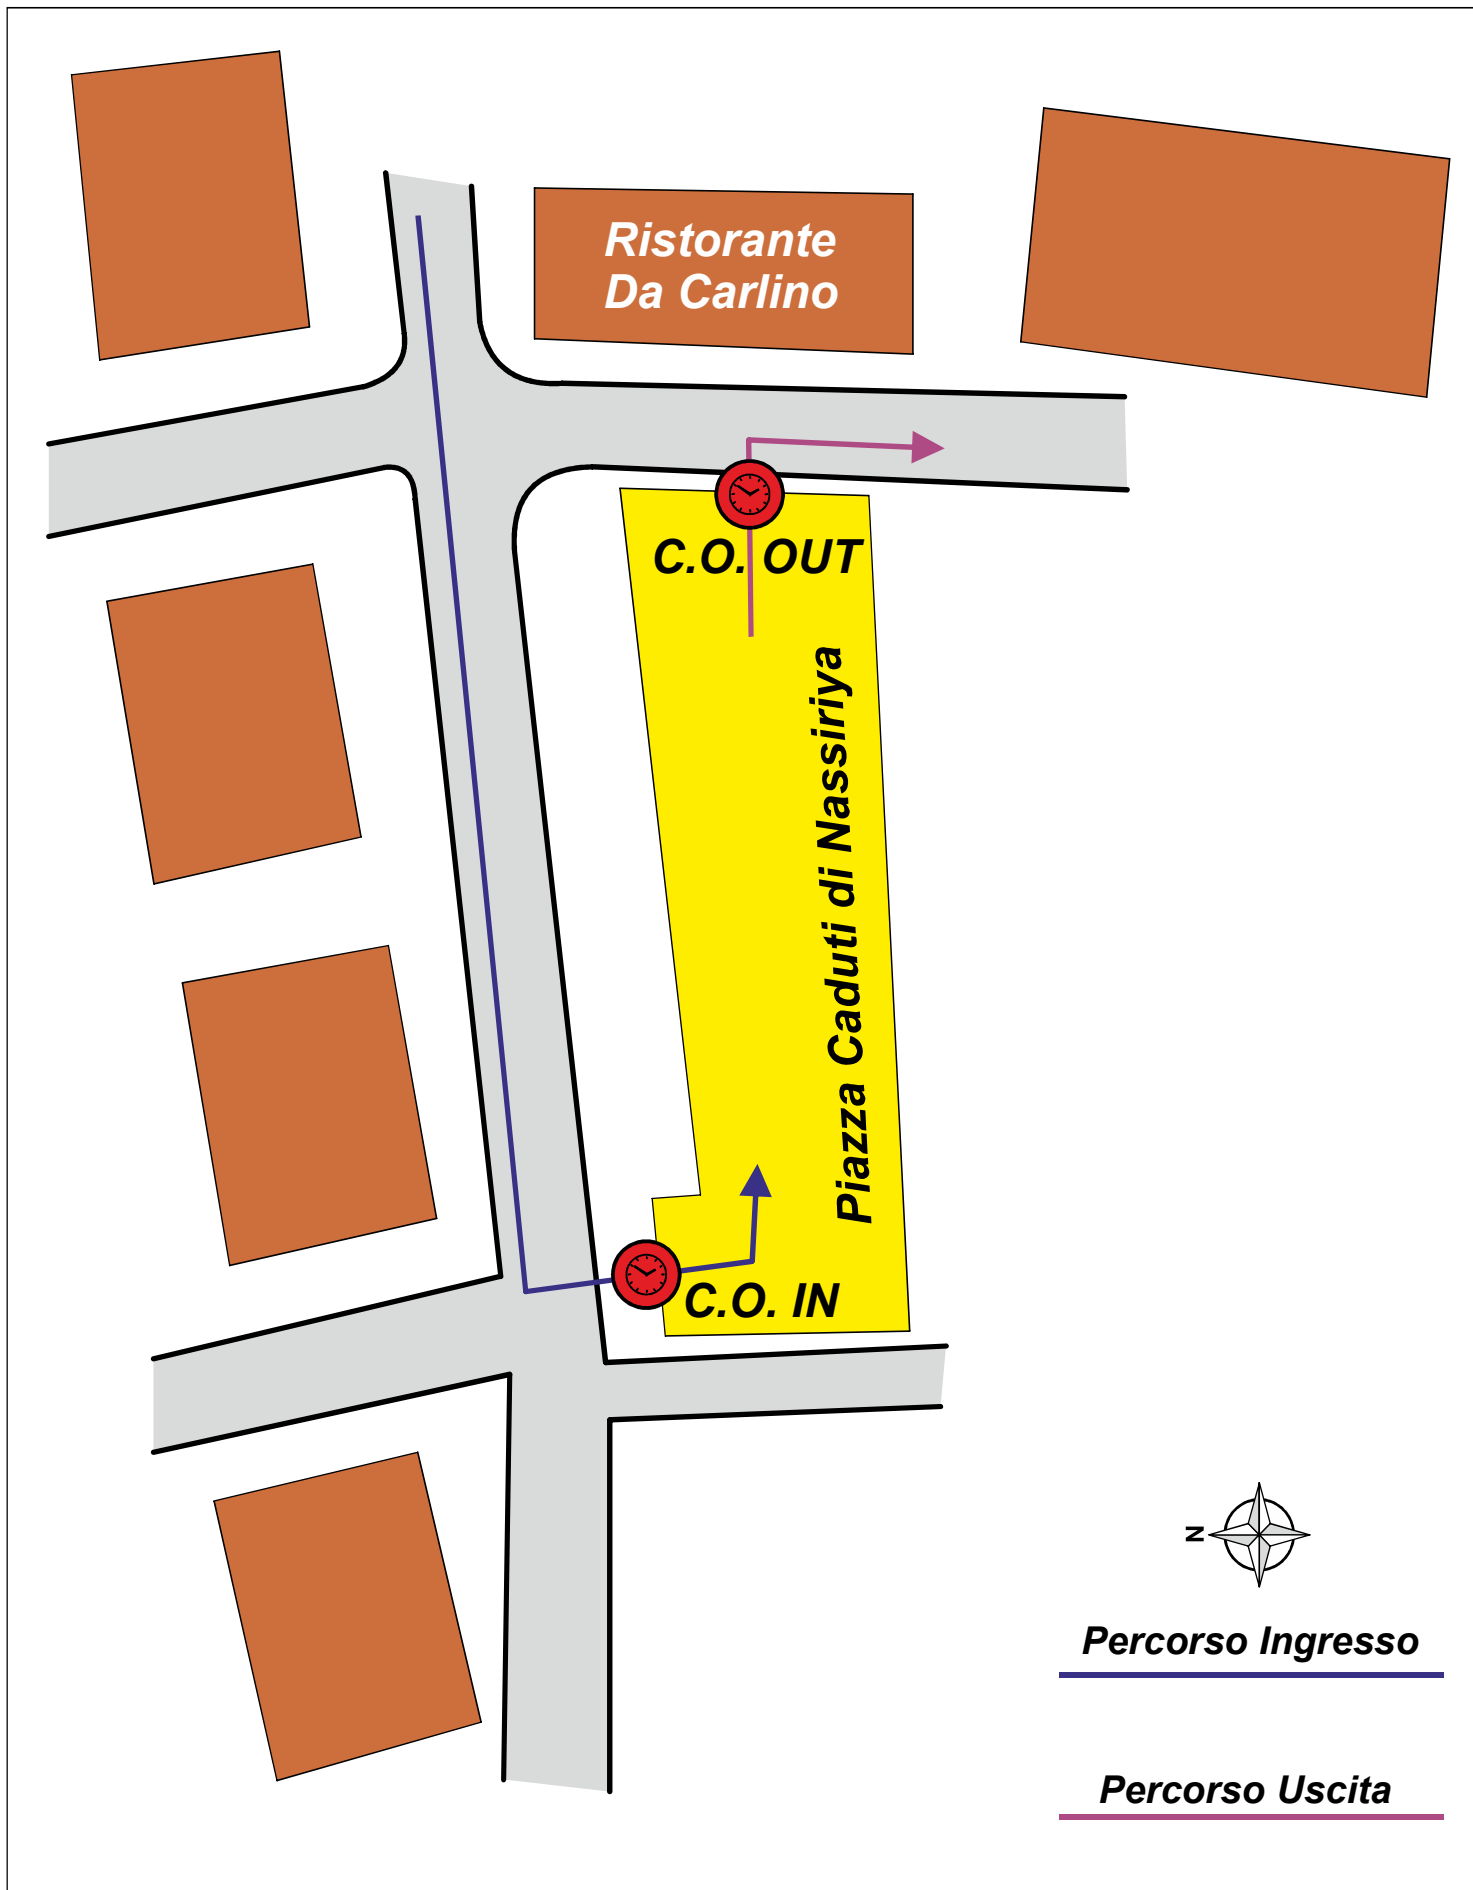 Ristorante
Da Carlino
C.O. OUT
Piazza Caduti di Nassiriya
C.O. IN
N
Percorso Ingresso
Percorso Uscita